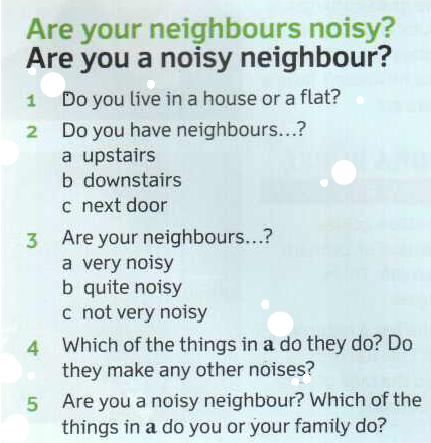 Are your neighbours noisy?
Are you a noisy neighbour?
1 Do you live in a house or a flat?
2 Do you have neighbours...?
a upstairs
b downstairs
c next door
3 Are your neighbours...?
a very noisy
b quite noisy
c not very noisy
4 Which of the things in a do they do? Do
they make any other noises?
5 Are you a noisy neighbour? Which of the
things in a do you or your family do?